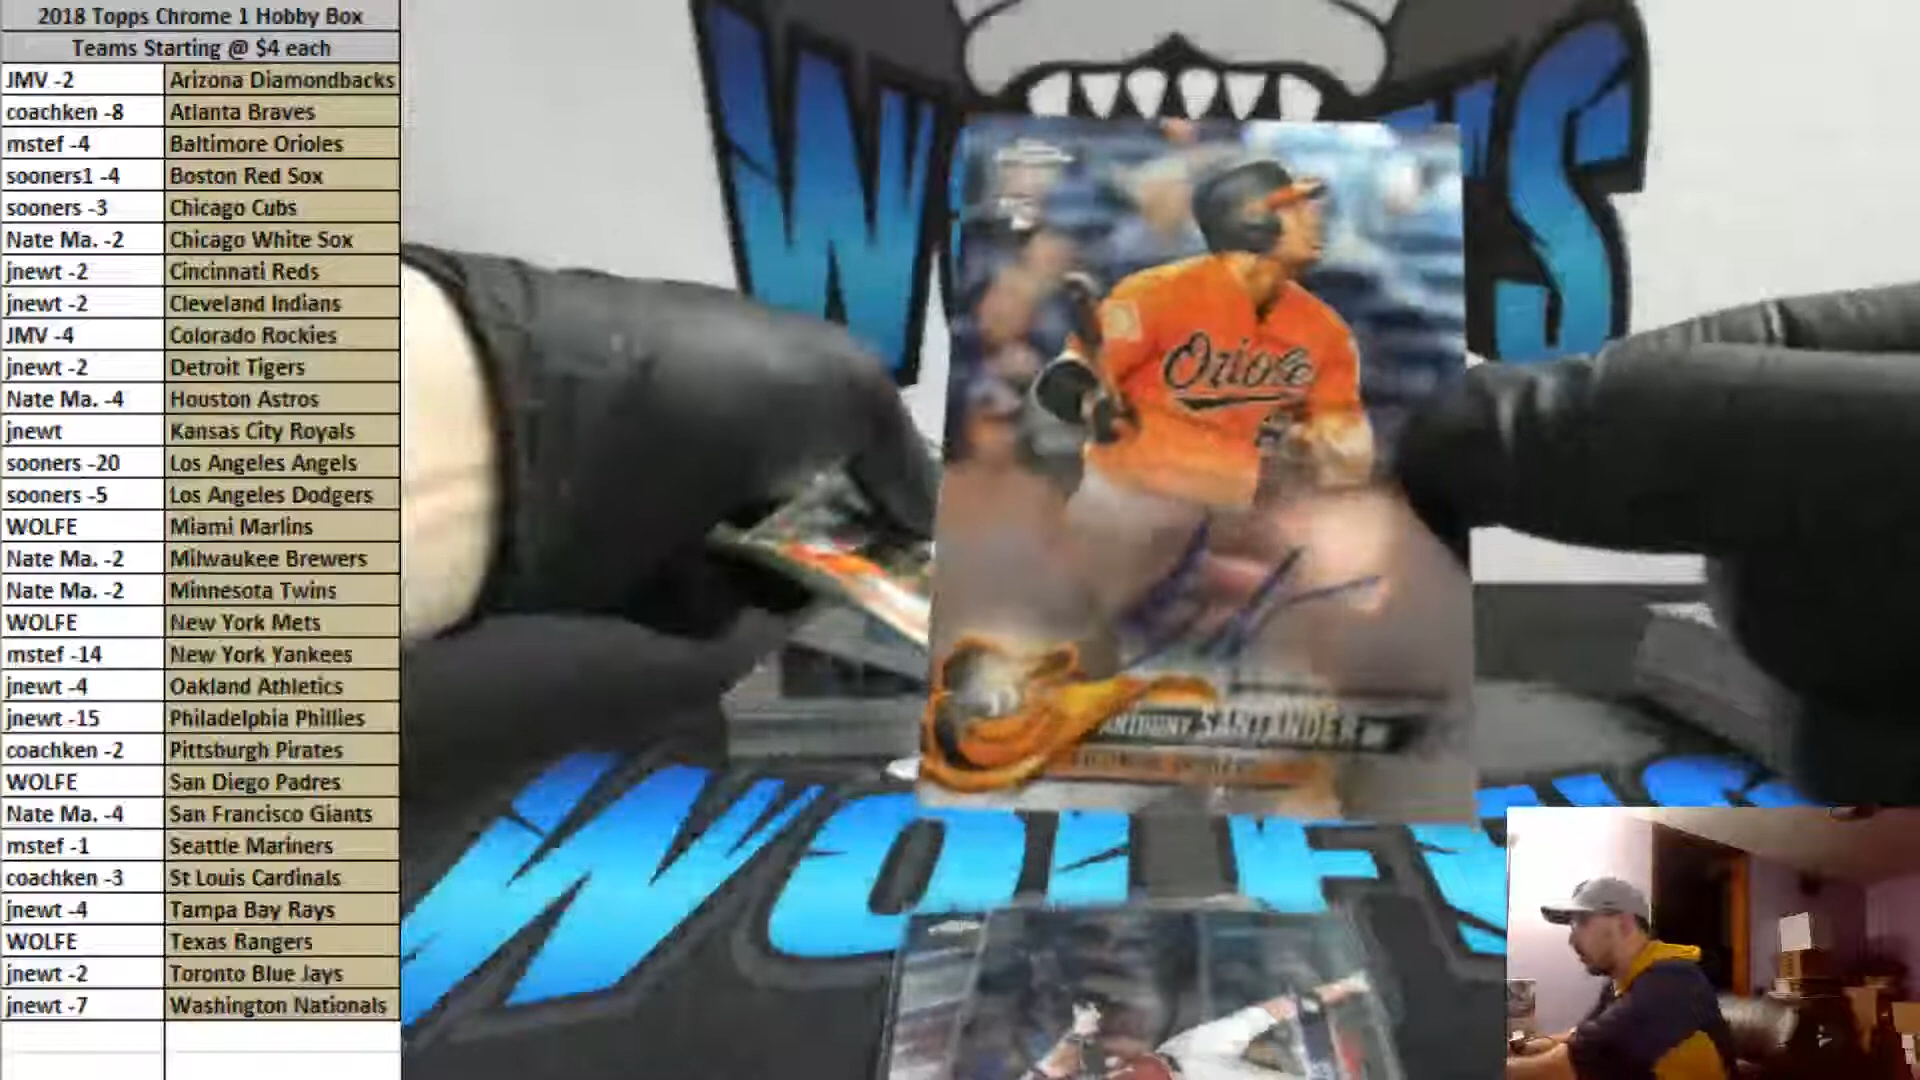 2018 Topps Chrome 1 Hobby Box
Teams Starting @ $4 each
JMV -2 Arizona Diamondbacks
coachken -8 Atlanta Braves
mstef -4 Baltimore Orioles
sooners1 -4 Boston Red Sox
sooners -3 Chicago Cubs
Nate Ma. -2 Chicago White Sox
jnewt -2 Cincinnati Reds
jnewt -2 Cleveland Indians
JMV -4 Colorado Rockies
jnewt -2 Detroit Tigers
Nate Ma. -4 Houston Astros
jnewt Kansas City Royals
sooners -20 Los Angeles Angels
sooners -5 Los Angeles Dodgers
WOLFE Miami Marlins
Nate Ma. -2 Milwaukee Brewers
Nate Ma. -2 Minnesota Twins
WOLFE New York Mets
mstef -14 New York Yankees
jnewt -4 Oakland Athletics
jnewt -15 Philadelphia Phillies
coachken -2 Pittsburgh Pirates
WOLFE San Diego Padres
Nate Ma. -4 San Francisco Giants
mstef -1 Seattle Mariners
coachken -3 St Louis Cardinals
jnewt -4 Tampa Bay Rays
WOLFE Texas Rangers
jnewt -2 Toronto Blue Jays
jnewt -7 Washington Nationals
Orioles
ANTHONY SANTANDER